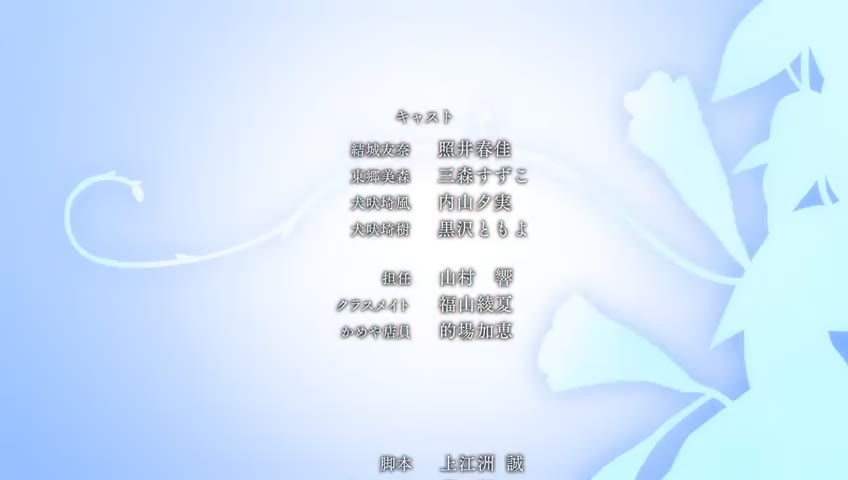 キャスト
結城友奈 照井春佳
東郷美森 三森すずこ
犬吠埼風 内山夕実
犬吠埼樹 黒沢ともよ
担任 山村 響
クラスメイト 福山綾夏
かめや店員 的場加恵
脚本 上江洲 誠